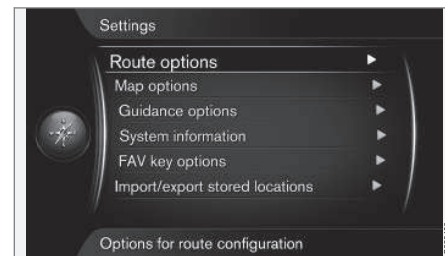 Settings
Route options
Map options
Guidance options
System information
FAV key options
Import/export stored locations
Options for route configuration